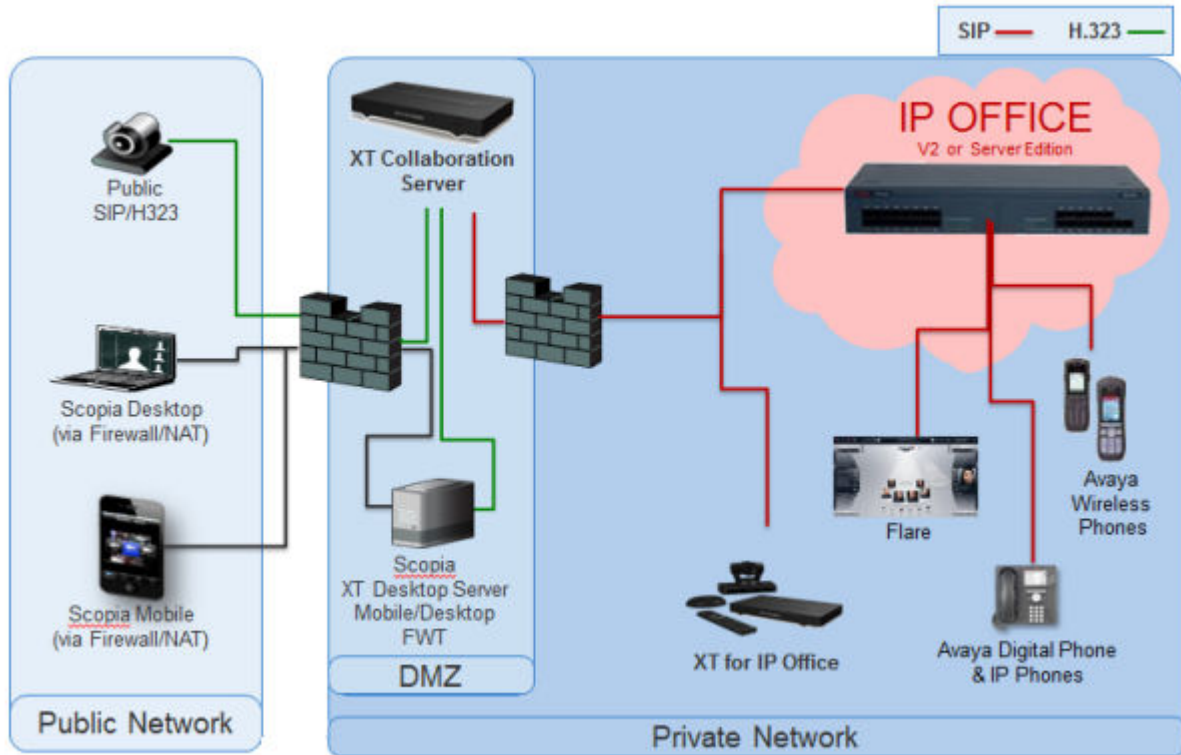 SIP
H.323
Public
SIP/H323
Scopia Desktop
(via Firewall/NAT)
Scopia Mobile
(via Firewall/NAT)
Public Network
XT Collaboration
Server
Scopia
XT Desktop Server
Mobile/Desktop
FWT
DMZ
IP OFFICE
V2 or Server Edition
Flare
Avaya
Wireless
Phones
XT for IP Office
Avaya Digital Phone
& IP Phones
Private Network